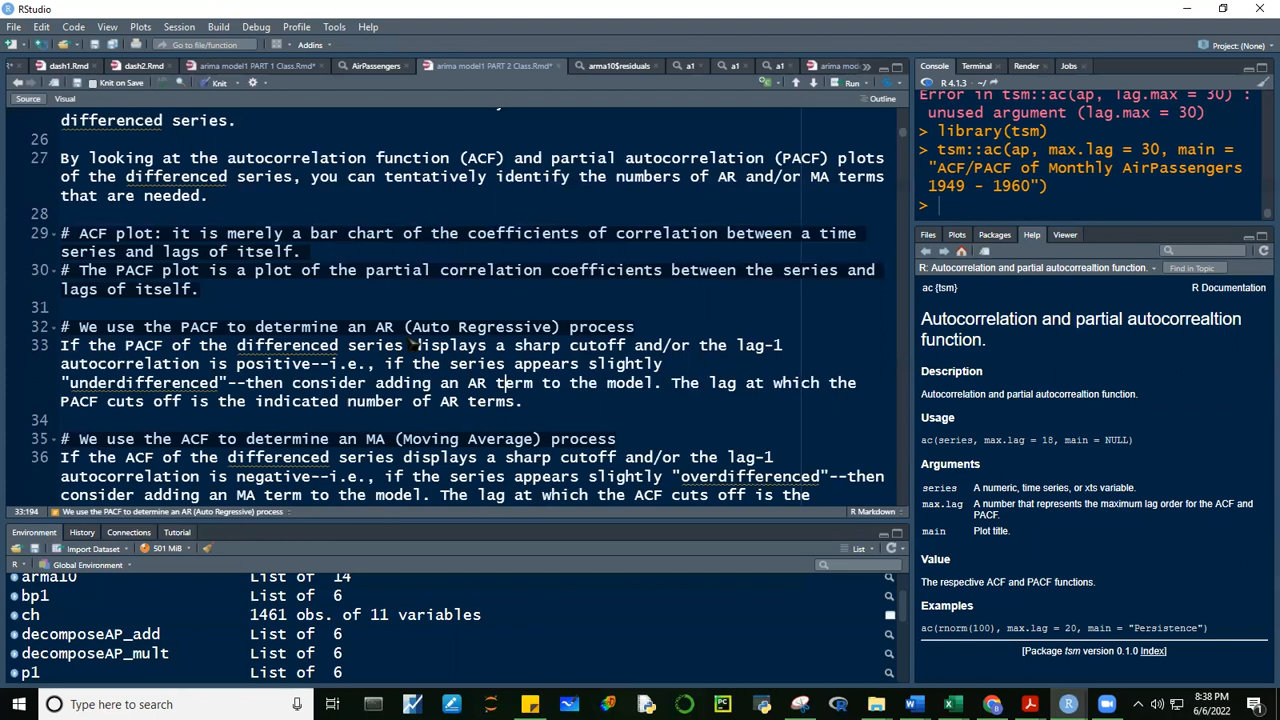 RStudio
File Edit Code View Plots Session Build Debug Profile Tools Help
Go to file/function Addins Project: (None)
dash1.Rmd dash2.Rmd arima model1 PART 1 Class.Rmd* AirPassengers arima model1 PART 2 Class.Rmd* arma10$residuals a1 a1 a1 arima mod
Knit on Save Knit Run
Source Visual Outline
differenced series.
26
27 By looking at the autocorrelation function (ACF) and partial autocorrelation (PACF) plots
of the differenced series, you can tentatively identify the numbers of AR and/or MA terms
that are needed.
28
29 # ACF plot: it is merely a bar chart of the coefficients of correlation between a time
series and lags of itself.
30 # The PACF plot is a plot of the partial correlation coefficients between the series and
lags of itself.
31
32 # We use the PACF to determine an AR (Auto Regressive) process
33 If the PACF of the differenced series displays a sharp cutoff and/or the lag-1
autocorrelation is positive--i.e., if the series appears slightly
"underdifferenced"--then consider adding an AR term to the model. The lag at which the
PACF cuts off is the indicated number of AR terms.
34
35 # We use the ACF to determine an MA (Moving Average) process
36 If the ACF of the differenced series displays a sharp cutoff and/or the lag-1
autocorrelation is negative--i.e., if the series appears slightly "overdifferenced"--then
consider adding an MA term to the model. The lag at which the ACF cuts off is the
33:194 We use the PACF to determine an AR (Auto Regressive) process R Markdown
Environment History Connections Tutorial
Import Dataset 501 MiB List
R Global Environment
arma10 List of 14
bp1 List of 6
ch 1461 obs. of 11 variables
decomposeAP_add List of 6
decomposeAP_mult List of 6
p1 List of 6
Console Terminal Render Jobs
R 4.1.3 · ~/
Error in tsm::ac(ap, lag.max = 30) :
unused argument (lag.max = 30)
> library(tsm)
> tsm::ac(ap, max.lag = 30, main =
"ACF/PACF of Monthly AirPassengers
1949 - 1960")
>
Files Plots Packages Help Viewer
R: Autocorrelation and partial autocorrealtion function. Find in Topic
ac {tsm} R Documentation
Autocorrelation and partial autocorrealtion
function.
Description
Autocorrelation and partial autocorrealtion function.
Usage
ac(series, max.lag = 18, main = NULL)
Arguments
series A numeric, time series, or xts variable.
max.lag A number that represents the maximum lag order for the ACF and
PACF.
main Plot title.
Value
The respective ACF and PACF functions.
Examples
ac(rnorm(100), max.lag = 20, main = "Persistence")
[Package tsm version 0.1.0 Index]
Type here to search
8:38 PM
6/6/2022